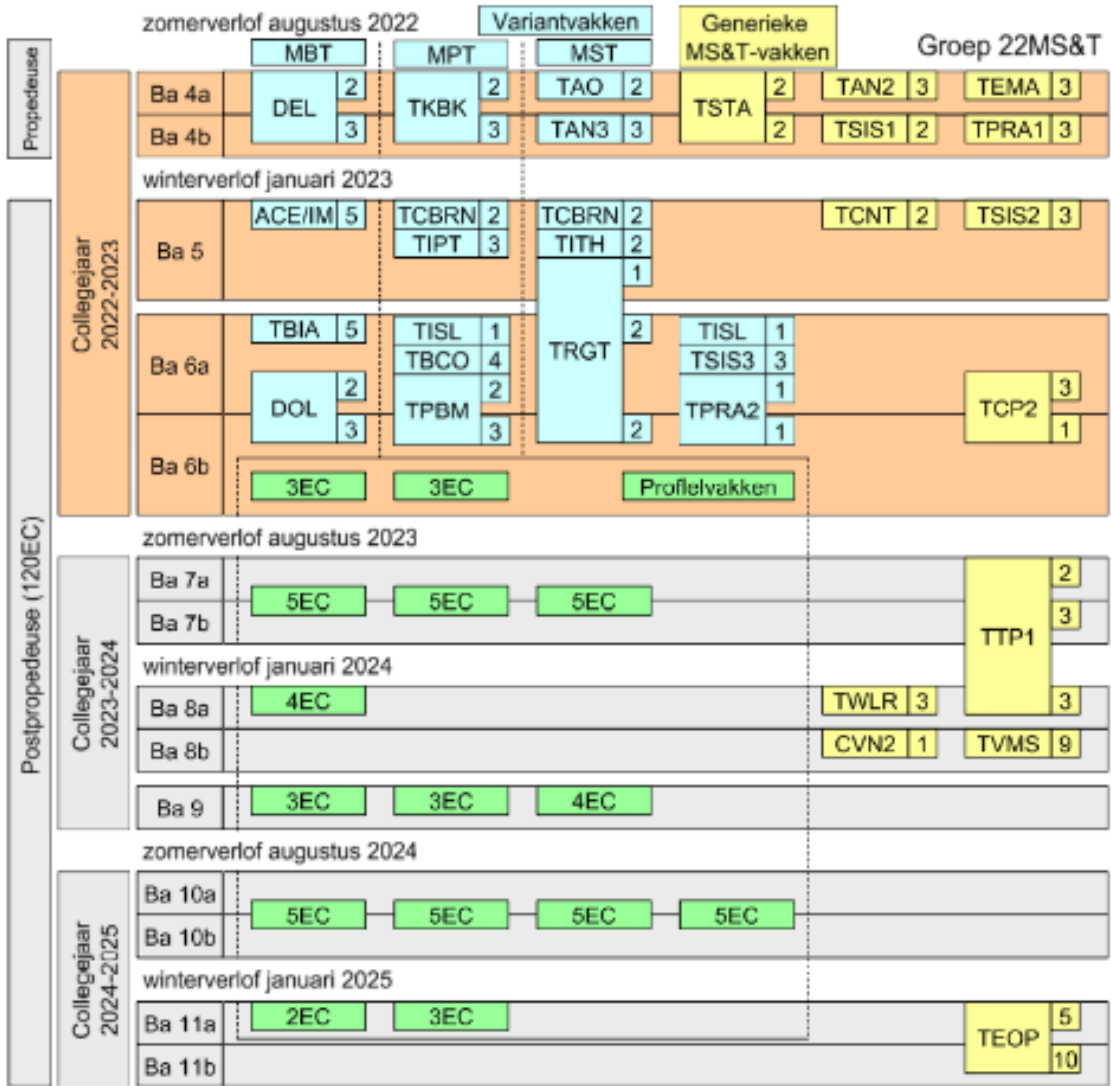 zomerverlof augustus 2022
Variantvakken
Generieke
MS&T-vakken
Groep 22MS&T
MBT MPT MST
Propedeuse
Collegejaar
2022-2023
Ba 4a DEL 2 TKBK 2 TAO 2 TSTA 2 TAN2 3 TEMA 3
Ba 4b 3 3 TAN3 3 2 TSIS1 2 TPRA1 3
winterverlof januari 2023
Postpropedeuse (120EC)
Ba 5 ACE/IM 5 TCBRN 2 TCBRN 2 TCNT 2 TSIS2 3
TIPT 3 TITH 2
1
Ba 6a TBIA 5 TISL 1 TRGT 2 TISL 1
TBCO 4 TSIS3 3
DOL 2 TPBM 2 TPRA2 1 TCP2 3
Ba 6b 3 3 2 1 1
3EC 3EC Proflelvakken
zomerverlof augustus 2023
Collegejaar
2023-2024
Ba 7a 5EC 5EC 5EC TTP1 2
Ba 7b 3
winterverlof januari 2024
Ba 8a 4EC TWLR 3 3
Ba 8b CVN2 1 TVMS 9
Ba 9 3EC 3EC 4EC
zomerverlof augustus 2024
Collegejaar
2024-2025
Ba 10a 5EC 5EC 5EC 5EC
Ba 10b
winterverlof januari 2025
Ba 11a 2EC 3EC TEOP 5
Ba 11b 10